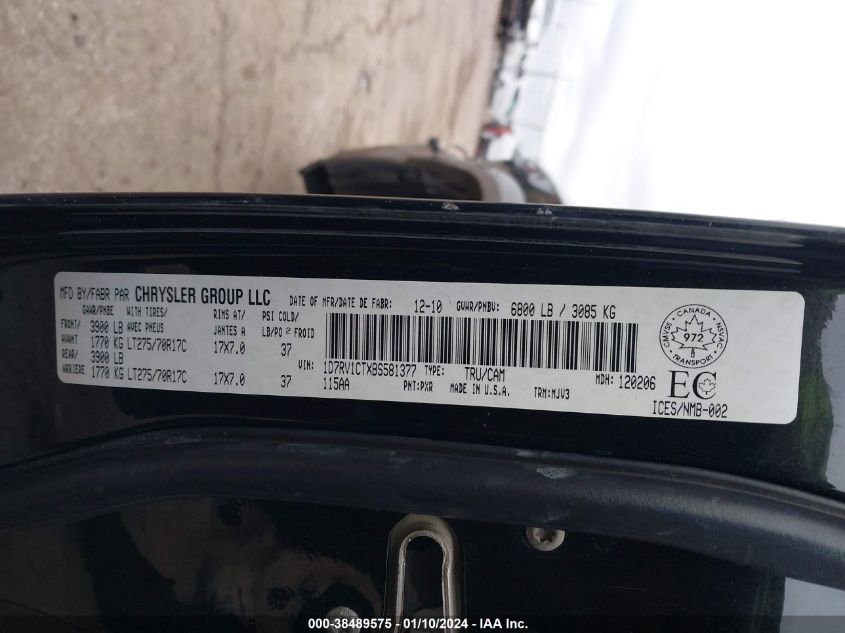 MFD BY/FABR PAR CHRYSLER GROUP LLC DATE OF MFR/DATE DE FABR: 12-10 GVWR/PNBV: 6800 LB / 3085 KG
GAWR/PNBE WITH TIRES/ RIMS AT/ PSI COLD/
FRONT/ 3900 LB AVEC PNEUS JANTES A LB/PO 2 FROID
AVANT 1770 KG LT275/70R17C 17X7.0 37
REAR/ 3900 LB
ARRIERE 1770 KG LT275/70R17C 17X7.0 37
VIN: 1D7RV1CTXBS581377 TYPE: TRU/CAM MDH: 120206
115AA PNT: PXR MADE IN U.S.A. TRM: MJV3
CANADA
CMVSS 972 NSVAC
TRANSPORT
EC
ICES/NMB-002
000-38489575 - 01/10/2024 - IAA Inc.